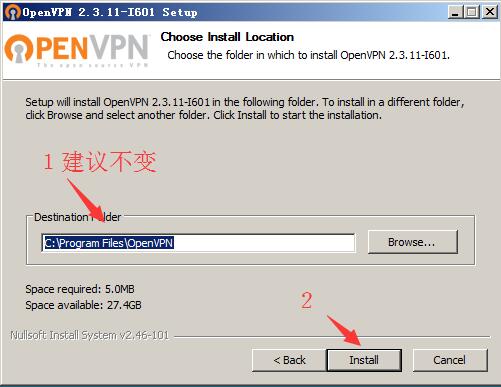 OpenVPN 2.3.11-I601 Setup
OPENVPN
The open source VPN
Choose Install Location
Choose the folder in which to install OpenVPN 2.3.11-I601.
Setup will install OpenVPN 2.3.11-I601 in the following folder. To install in a different folder,
click Browse and select another folder. Click Install to start the installation.
1 建议不变
Destination Folder
C:\Program Files\OpenVPN
Browse...
Space required: 5.0MB
Space available: 27.4GB
2
Nullsoft Install System v2.46-101
< Back
Install
Cancel